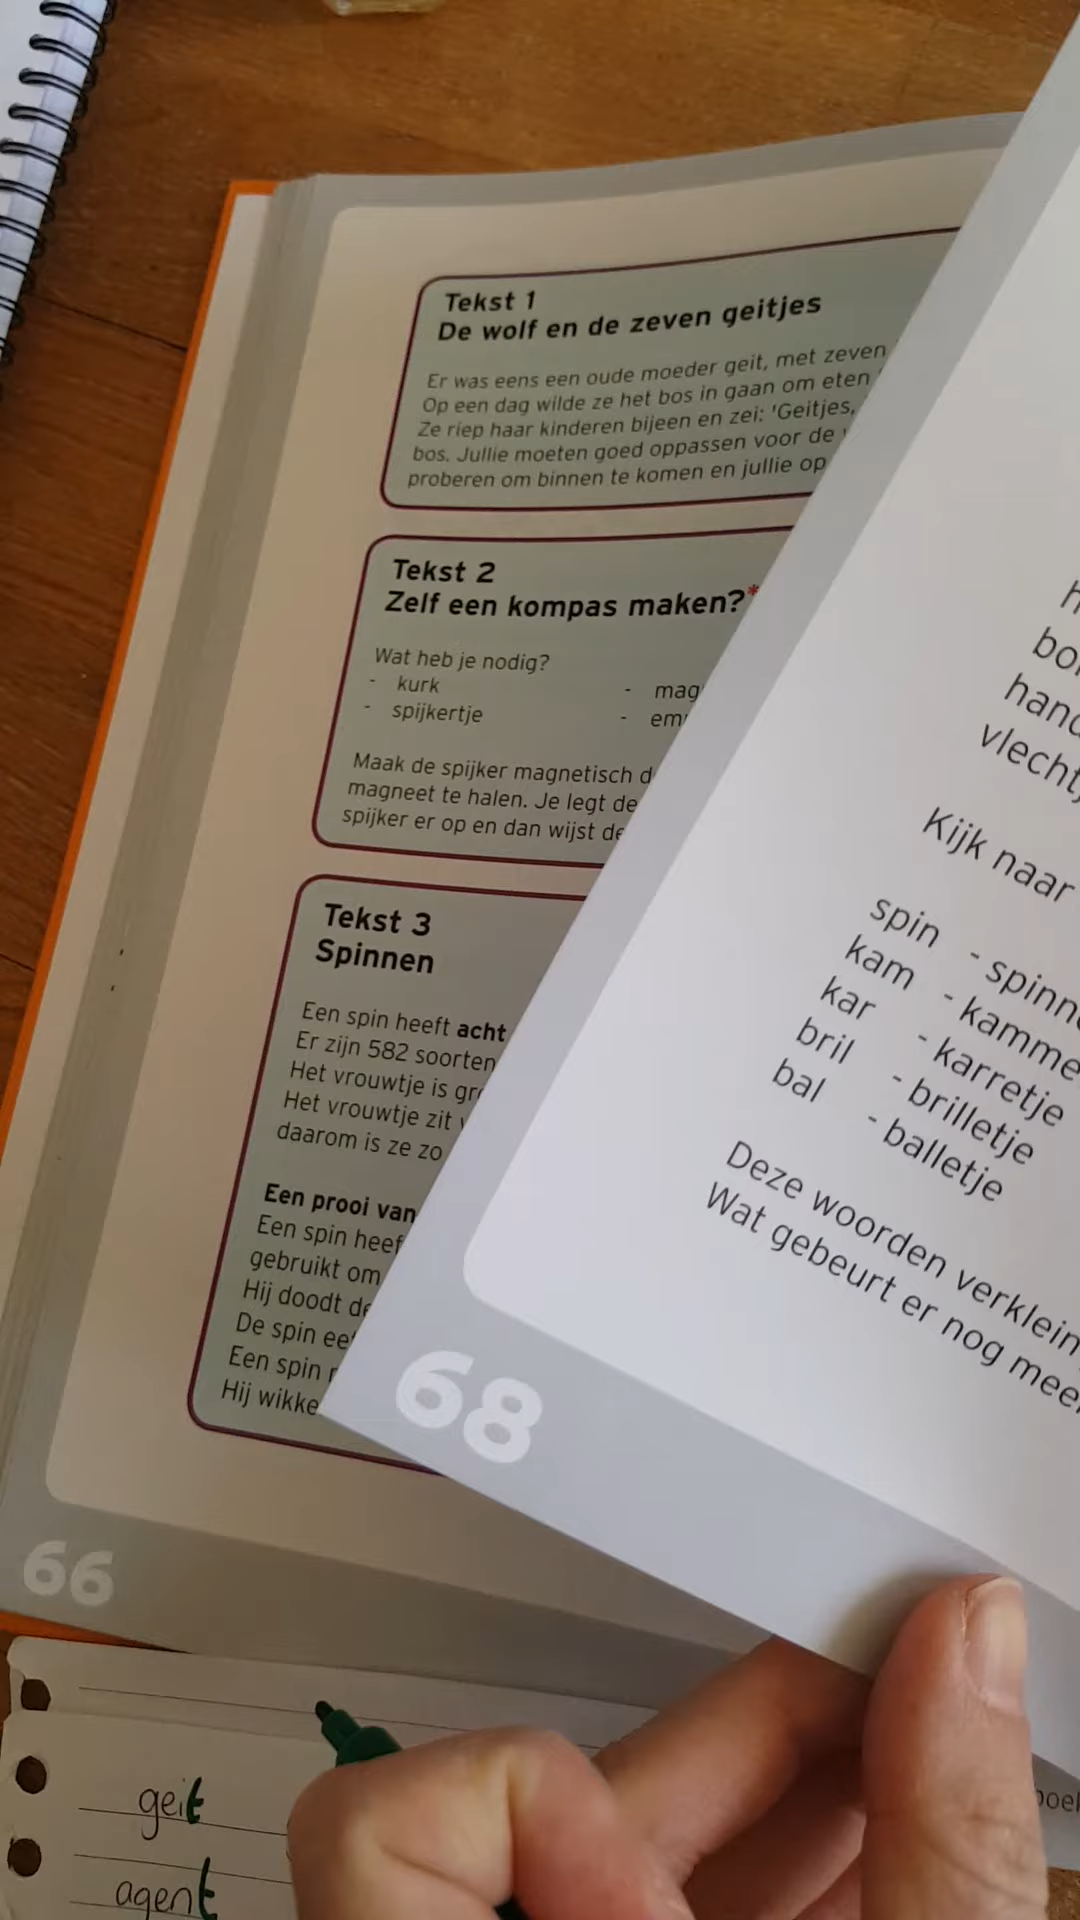 Tekst 1
De wolf en de zeven geitjes
Er was eens een oude moeder geit, met zeven
Op een dag wilde ze het bos in gaan om eten
Ze riep haar kinderen bijeen en zei: 'Geitjes,
bos. Jullie moeten goed oppassen voor de
proberen om binnen te komen en jullie op
Tekst 2
Zelf een kompas maken?*
Wat heb je nodig?
- kurk
- mag
- spijkertje
- em
Maak de spijker magnetisch d
magneet te halen. Je legt de
spijker er op en dan wijst de
Tekst 3
Spinnen
Een spin heeft acht
Er zijn 582 soorten
Het vrouwtje is gr
Het vrouwtje zit
daarom is ze zo
Een prooi van
Een spin heef
gebruikt om
Hij doodt de
De spin eet
Een spin
Hij wikke
66
bo
hand
vlechtj
Kijk naar
spin - spinne
kam - kamme
kar - karretje
bril - brilletje
bal - balletje
Deze woorden verklein
Wat gebeurt er nog meer
68
boek
geit
agent